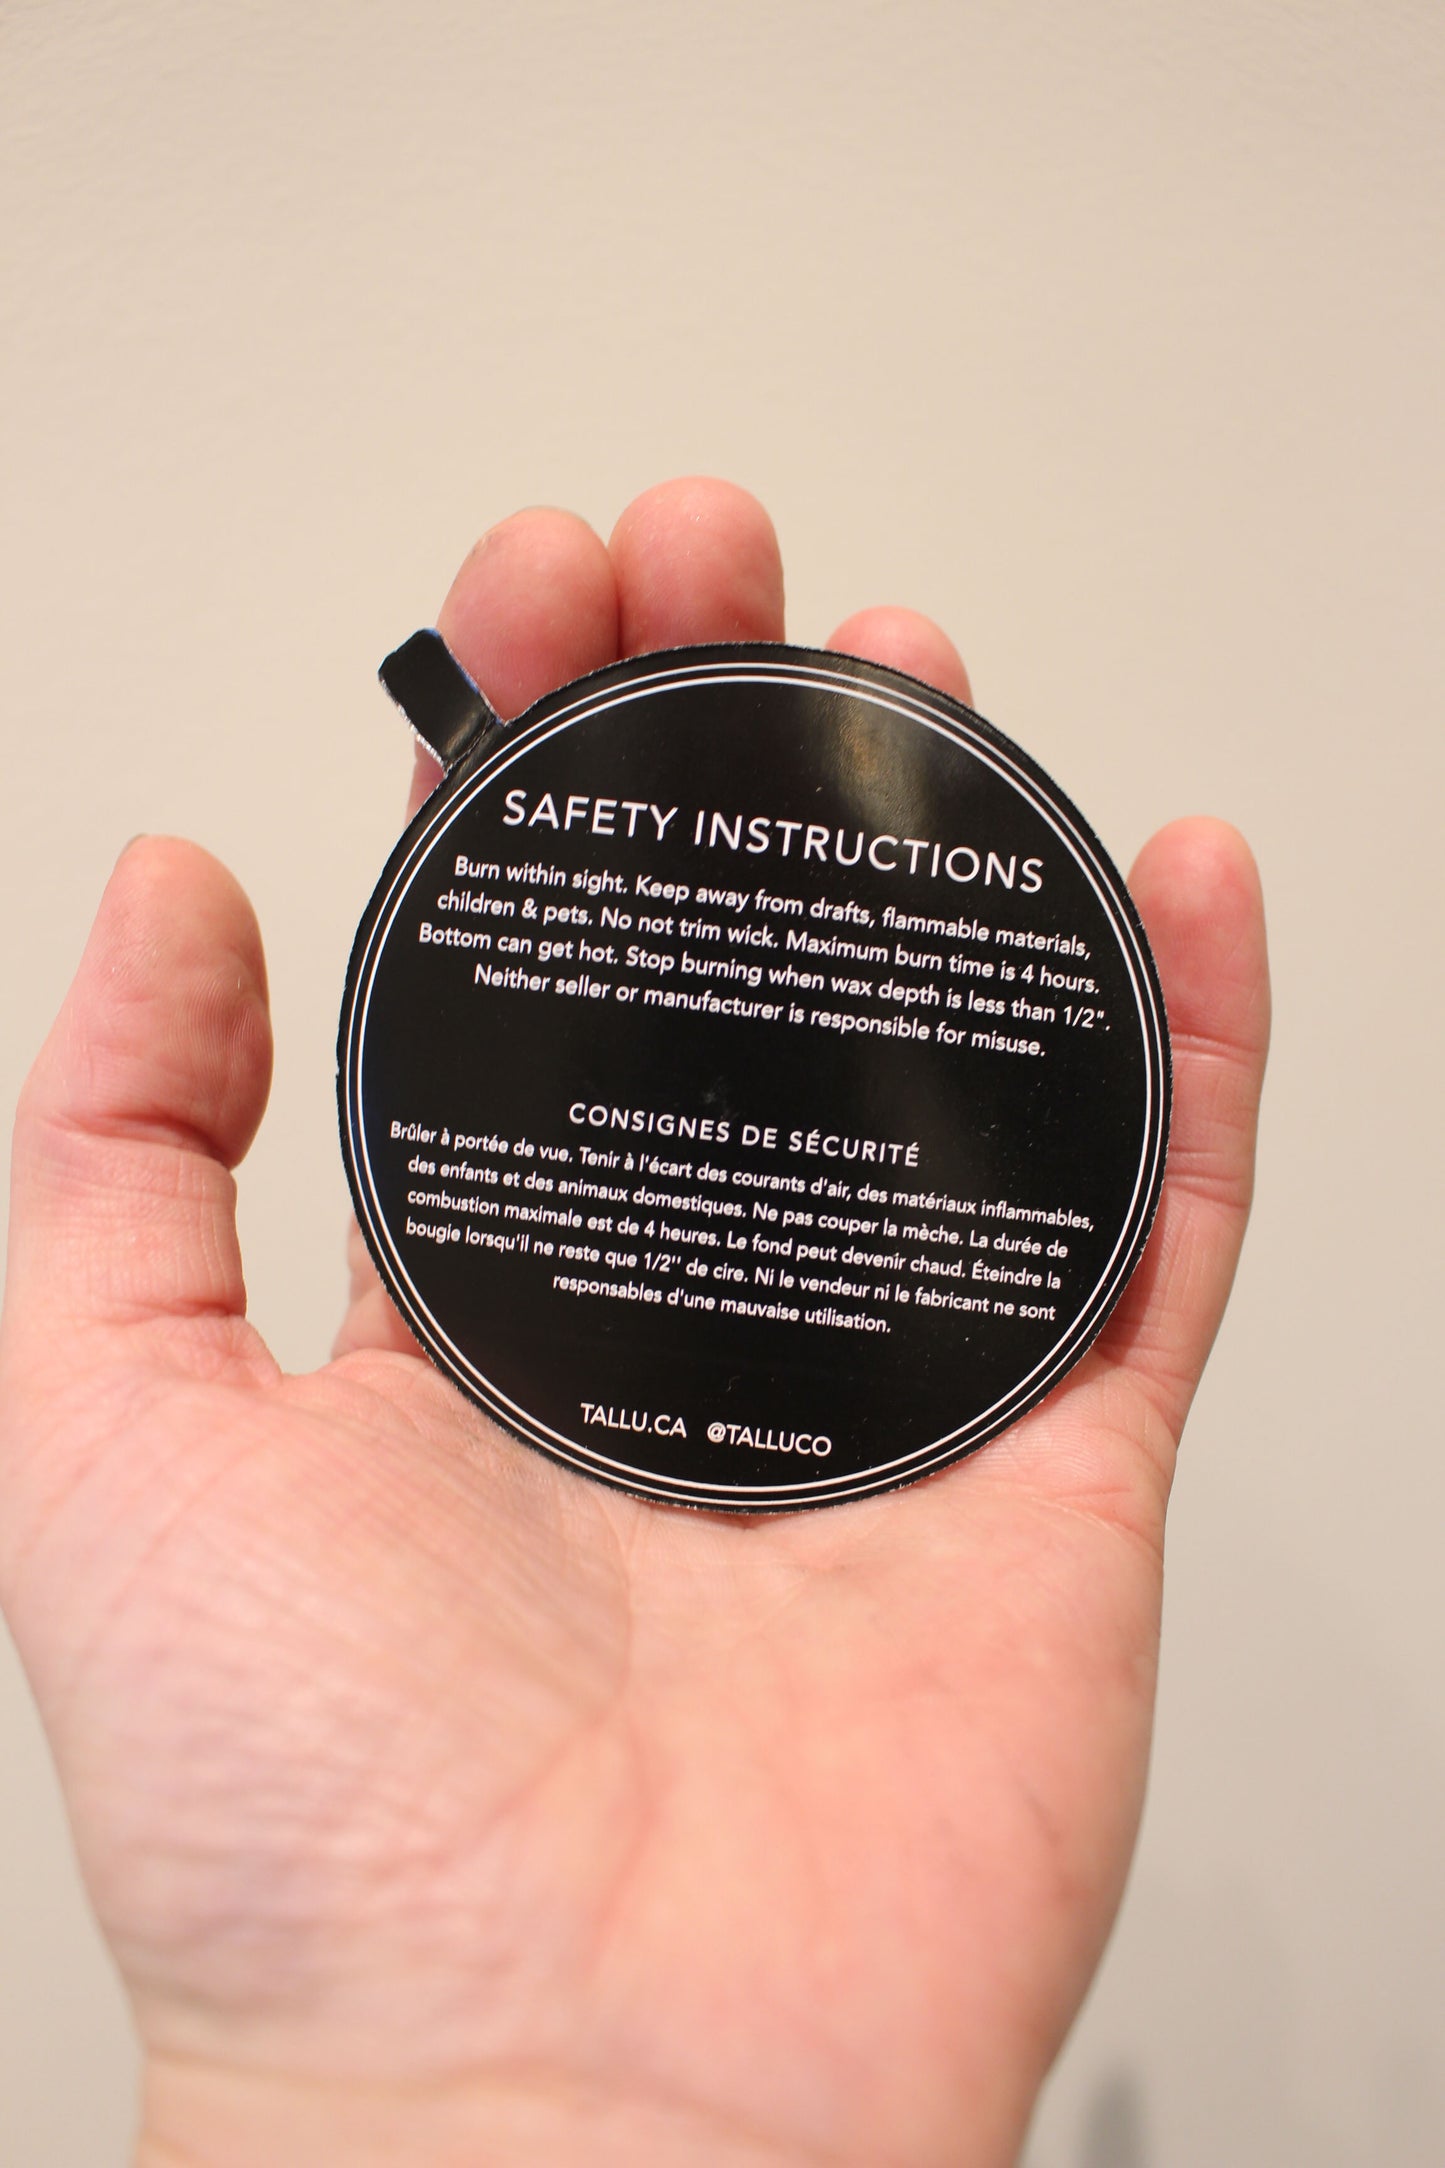 SAFETY INSTRUCTIONS
Burn within sight. Keep away from drafts, flammable materials,
children & pets. No not trim wick. Maximum burn time is 4 hours.
Bottom can get hot. Stop burning when wax depth is less than 1/2".
Neither seller or manufacturer is responsible for misuse.
CONSIGNES DE SÉCURITÉ
Brûler à portée de vue. Tenir à l'écart des courants d'air, des matériaux inflammables,
des enfants et des animaux domestiques. Ne pas couper la mèche. La durée de
combustion maximale est de 4 heures. Le fond peut devenir chaud. Éteindre la
bougie lorsqu'il ne reste que 1/2'' de cire. Ni le vendeur ni le fabricant ne sont
responsables d'une mauvaise utilisation.
TALLU.CA @TALLUCO